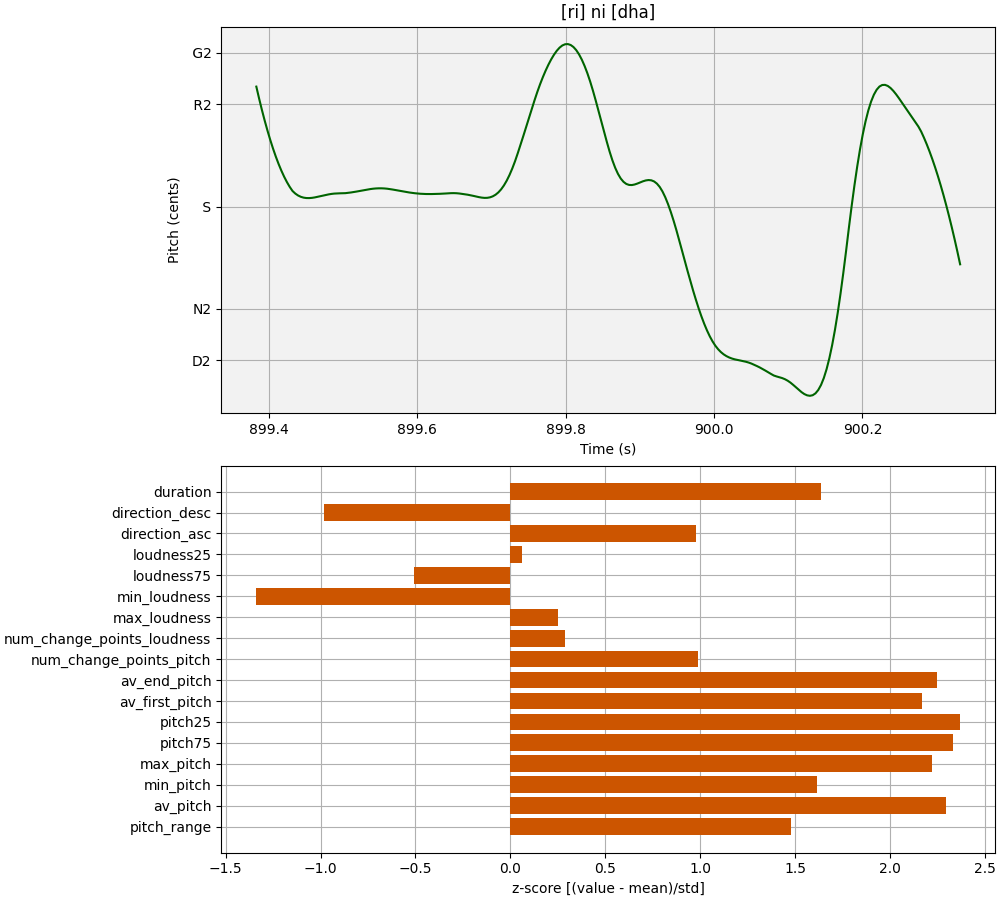 [ri] ni [dha]
G2
R2
S
N2
D2
Pitch (cents)
899.4 899.6 899.8 900.0 900.2
Time (s)
duration
direction_desc
direction_asc
loudness25
loudness75
min_loudness
max_loudness
num_change_points_loudness
num_change_points_pitch
av_end_pitch
av_first_pitch
pitch25
pitch75
max_pitch
min_pitch
av_pitch
pitch_range
−1.5 −1.0 −0.5 0.0 0.5 1.0 1.5 2.0 2.5
z-score [(value - mean)/std]